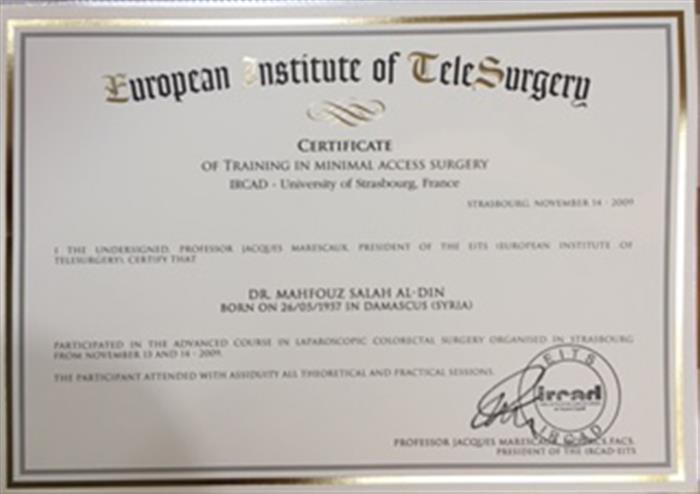 European Institute of TeleSurgery
CERTIFICATE
OF TRAINING IN MINIMAL ACCESS SURGERY
IRCAD - University of Strasbourg, France
STRASBOURG, NOVEMBER 14 - 2009
I THE UNDERSIGNED, PROFESSOR JACQUES MARESCAUX, PRESIDENT OF THE EITS (EUROPEAN INSTITUTE OF
TELESURGERY), CERTIFY THAT
DR. MAHFOUZ SALAH AL-DIN
BORN ON 26/05/1957 IN DAMASCUS (SYRIA)
PARTICIPATED IN THE ADVANCED COURSE IN LAPAROSCOPIC COLORECTAL SURGERY ORGANISED IN STRASBOURG
FROM NOVEMBER 13 AND 14 - 2009.
THE PARTICIPANT ATTENDED WITH ASSIDUITY ALL THEORETICAL AND PRACTICAL SESSIONS.
EITS
ircad
IRCAD
PROFESSOR JACQUES MARESCAUX, FACS,
PRESIDENT OF THE IRCAD-EITS